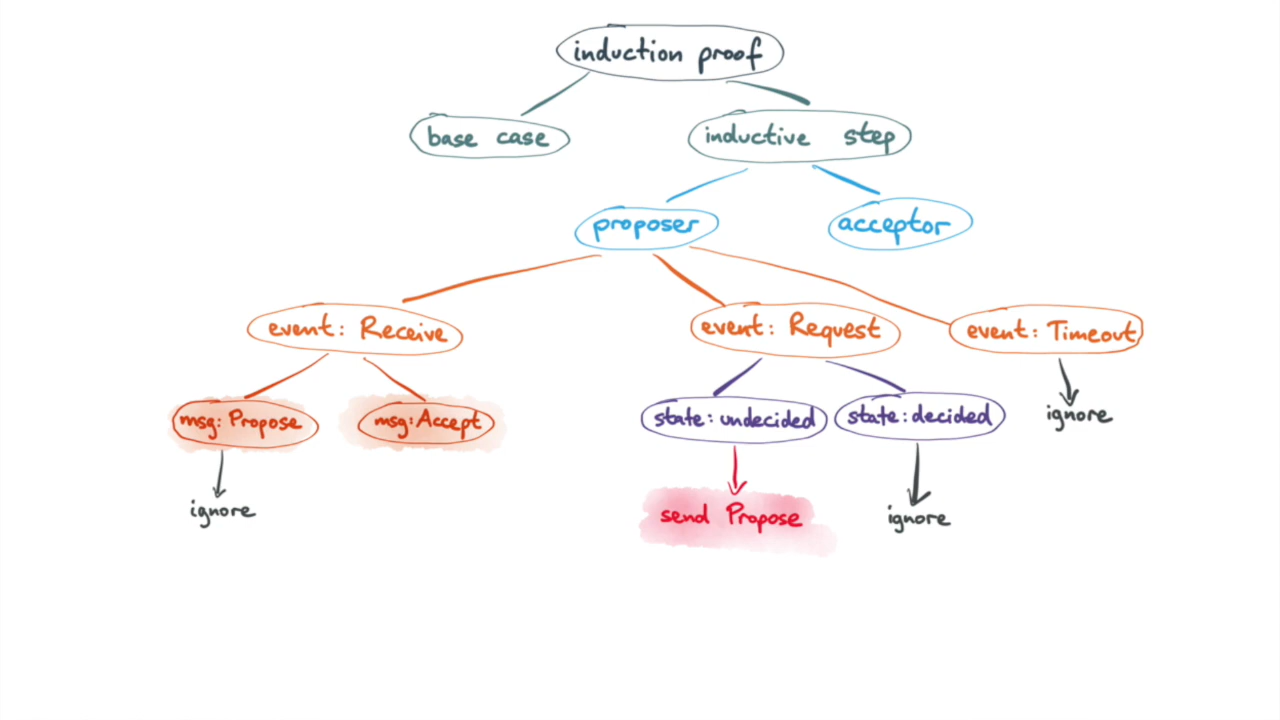 induction proof
base case
inductive step
proposer
acceptor
event: Receive
event: Request
event: Timeout
msg: Propose
msg: Accept
state: undecided
state: decided
ignore
ignore
send Propose
ignore